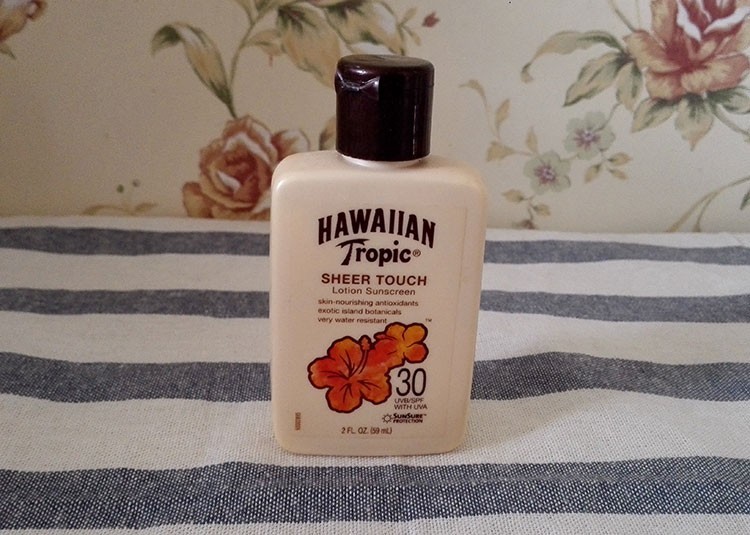 HAWAIIAN
Tropic®
SHEER TOUCH
Lotion Sunscreen
skin-nourishing antioxidants
exotic island botanicals
very water resistant
™
30
UVB/SPF
WITH UVA
SUNSURE™
PROTECTION
2 FL. OZ. (59 mL)